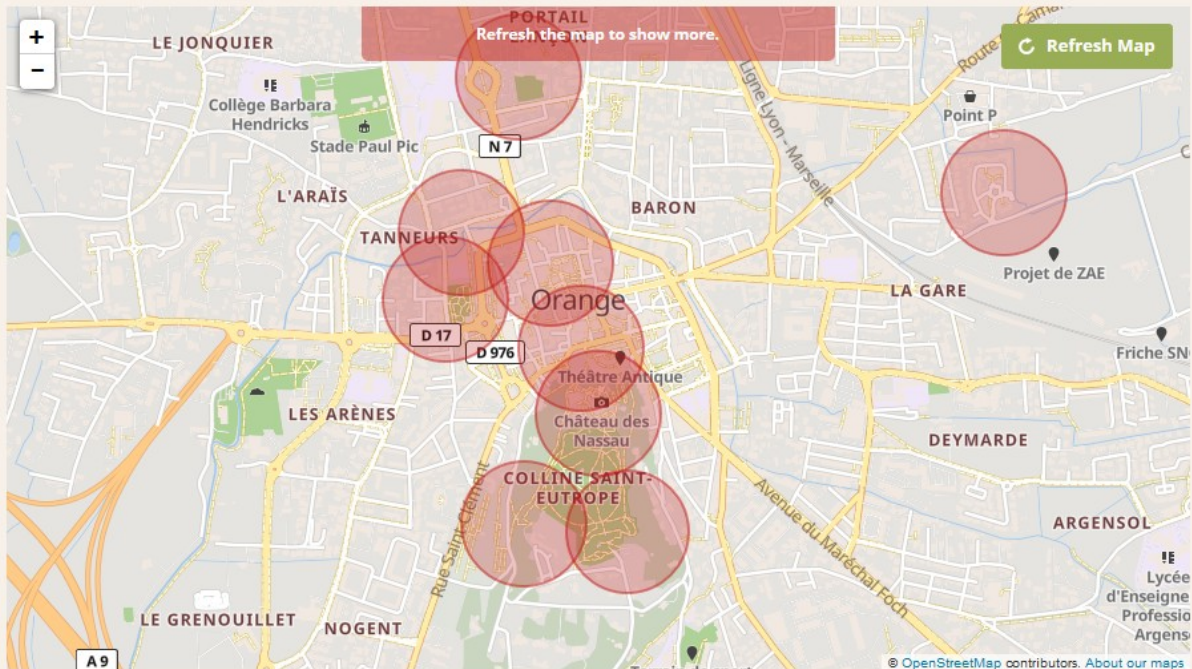 +
−
PORTAIL
Refresh the map to show more.
Refresh Map
LE JONQUIER
Route
Collège Barbara
Hendricks
Stade Paul Pic
Point P
N 7
Ligne Lyon - Marseille
L'ARAÏS
BARON
TANNEURS
Projet de ZAE
LA GARE
Orange
D 17
D 976
Friche SN
Théâtre Antique
LES ARÈNES
Château des
Nassau
DEYMARDE
COLLINE SAINT-
EUTROPE
Rue Saint-Clément
Avenue du Maréchal Foch
ARGENSOL
Lycée
d'Enseigne
Professio
Argens
LE GRENOUILLET
NOGENT
A 9
© OpenStreetMap contributors. About our maps